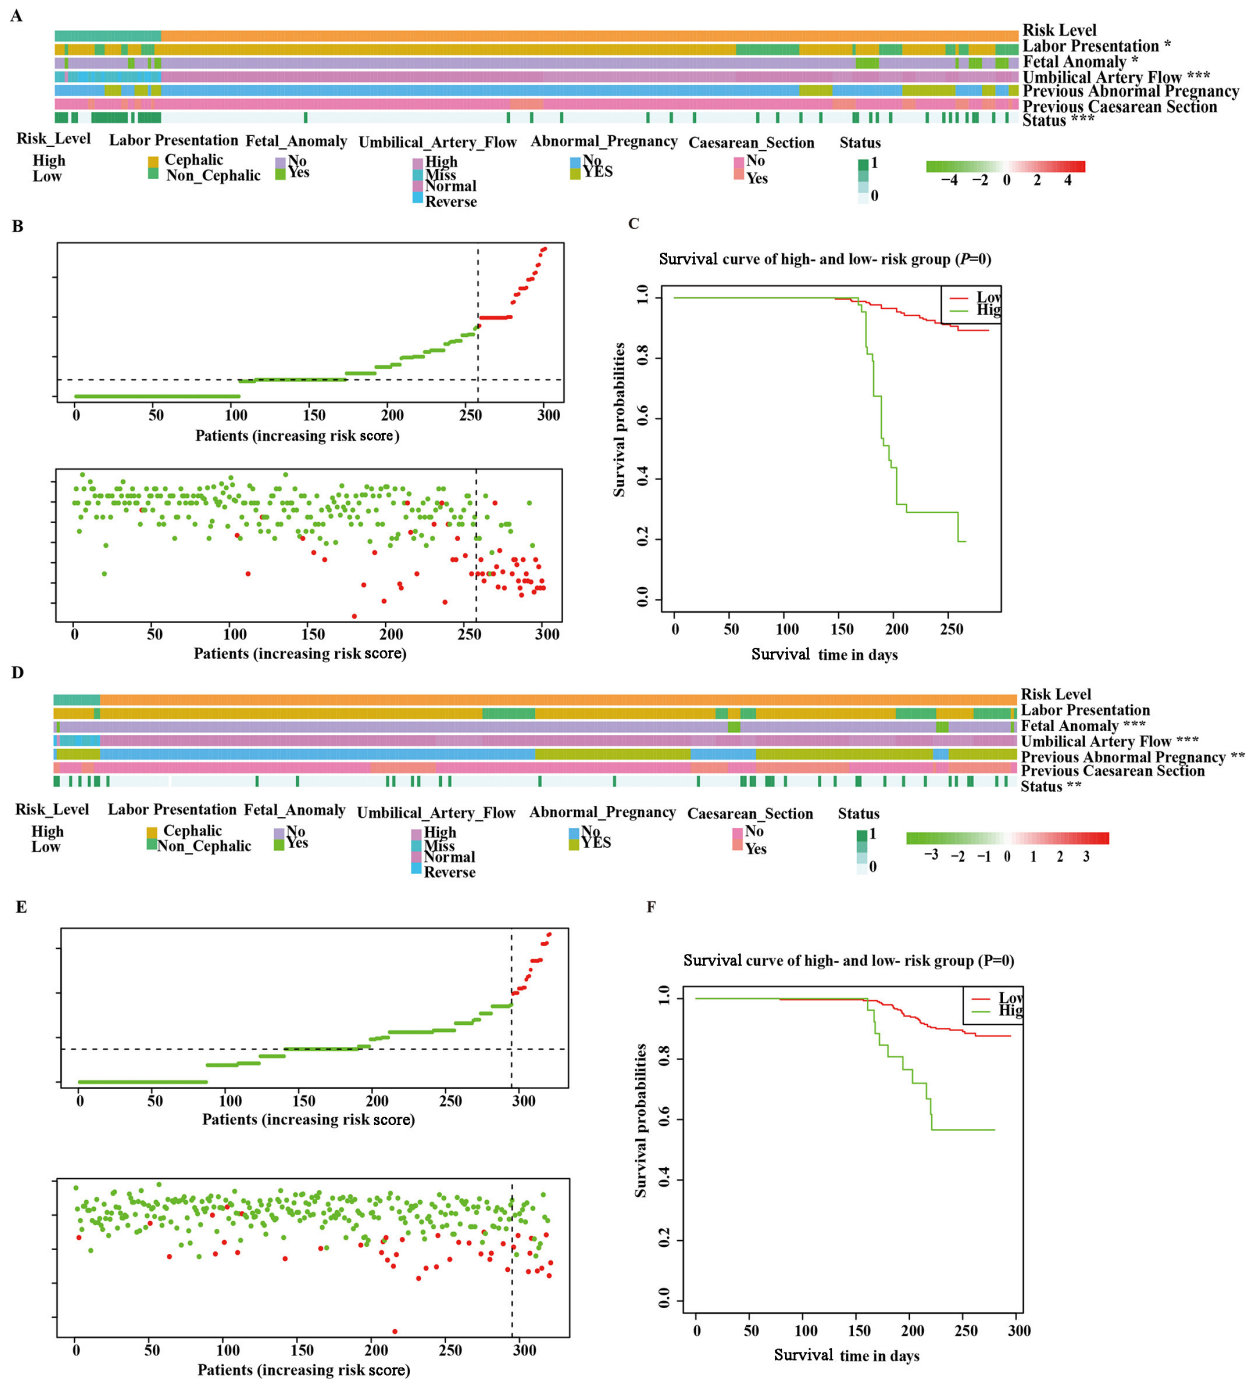 A
Risk Level
Labor Presentation *
Fetal Anomaly *
Umbilical Artery Flow ***
Previous Abnormal Pregnancy
Previous Caesarean Section
Status ***
Risk_Level Labor Presentation Fetal_Anomaly Umbilical_Artery_Flow Abnormal_Pregnancy Caesarean_Section Status
High Cephalic No High No No 1
Low Non_Cephalic Yes Miss YES Yes
Normal
Reverse
0
−4 −2 0 2 4
B
0 50 100 150 200 250 300
Patients (increasing risk score)
0 50 100 150 200 250 300
Patients (increasing risk score)
C
Survival curve of high- and low- risk group (P=0)
Low
Hig
Survival probabilities
1.0
0.8
0.6
0.4
0.2
0.0
0 50 100 150 200 250
Survival time in days
D
Risk Level
Labor Presentation
Fetal Anomaly ***
Umbilical Artery Flow ***
Previous Abnormal Pregnancy **
Previous Caesarean Section
Status **
Risk_Level Labor Presentation Fetal_Anomaly Umbilical_Artery_Flow Abnormal_Pregnancy Caesarean_Section Status
High Cephalic No High No No 1
Low Non_Cephalic Yes Miss YES Yes
Normal
Reverse
0
−3 −2 −1 0 1 2 3
E
0 50 100 150 200 250 300
Patients (increasing risk score)
0 50 100 150 200 250 300
Patients (increasing risk score)
F
Survival curve of high- and low- risk group (P=0)
Low
Hig
Survival probabilities
1.0
0.8
0.6
0.4
0.2
0.0
0 50 100 150 200 250 300
Survival time in days